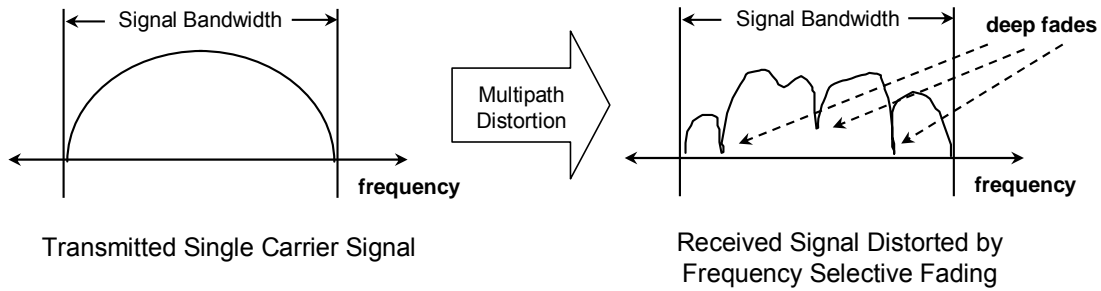 Signal Bandwidth
Signal Bandwidth
deep fades
Multipath
Distortion
frequency
frequency
Transmitted Single Carrier Signal
Received Signal Distorted by
Frequency Selective Fading